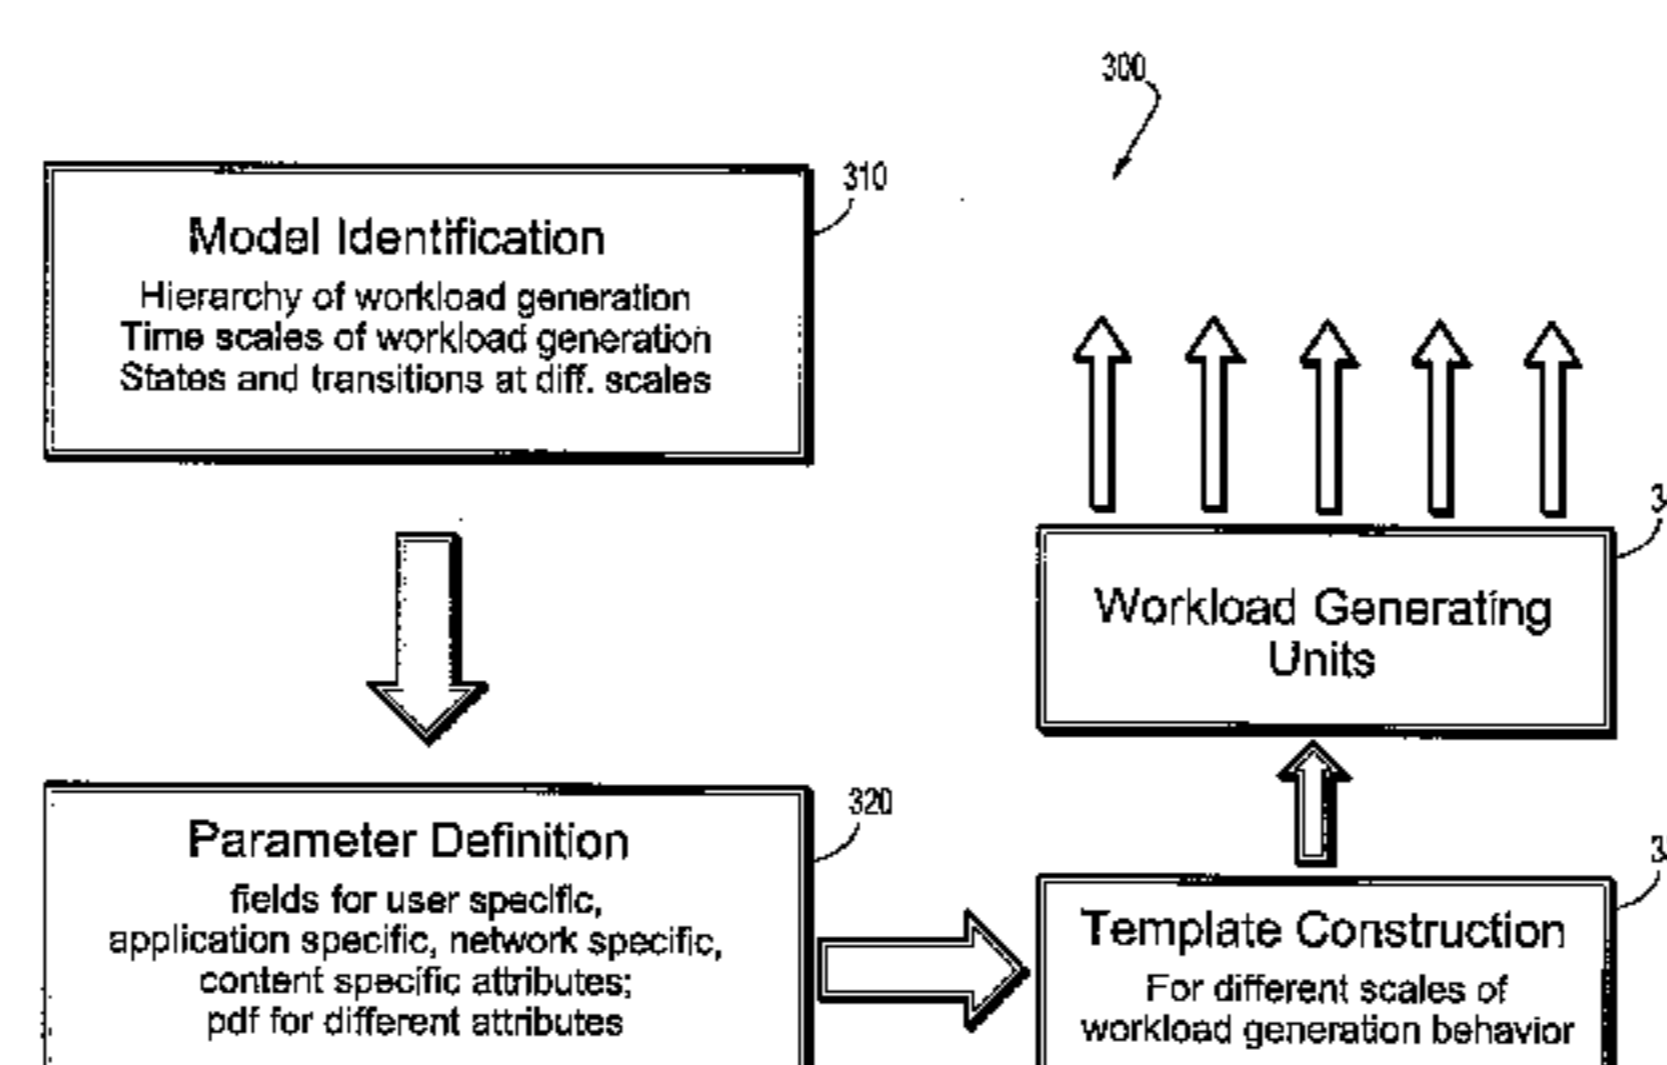 300
310
Model Identification
Hierarchy of workload generation
Time scales of workload generation
States and transitions at diff. scales
Workload Generating
Units
320
Parameter Definition
fields for user specific,
application specific, network specific,
content specific attributes;
pdf for different attributes
Template Construction
For different scales of
workload generation behavior